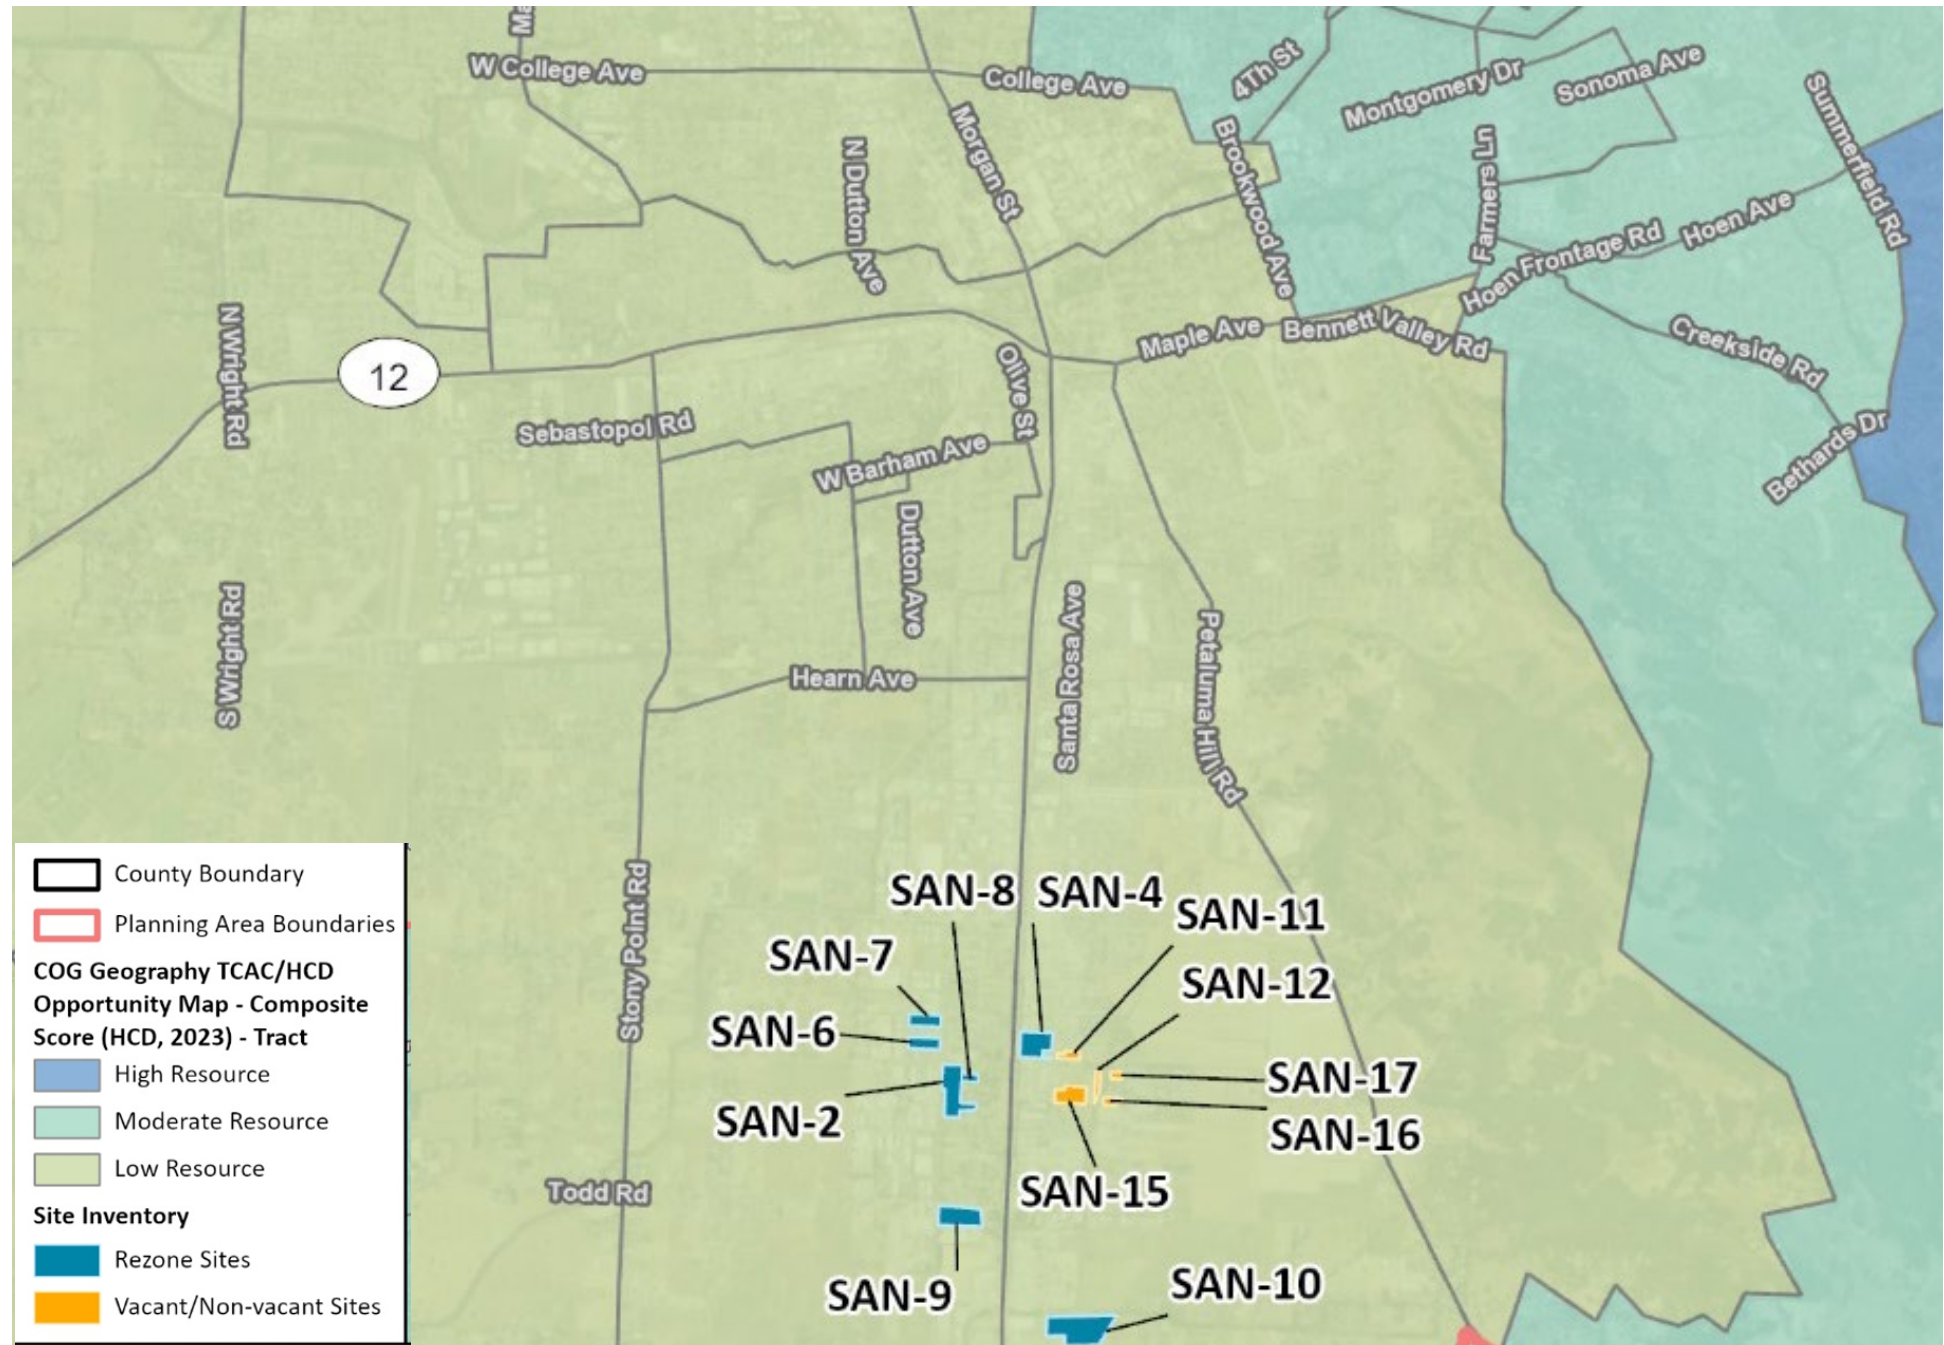 Ma
W College Ave
College Ave
4Th St
Montgomery Dr
Sonoma Ave
Summerfield Rd
Morgan St
N Dutton Ave
Brookwood Ave
Farmers Ln
Hoen Frontage Rd
Hoen Ave
N Wright Rd
12
Maple Ave
Bennett Valley Rd
Creekside Rd
Olive St
Sebastopol Rd
W Barham Ave
Bethards Dr
Dutton Ave
S Wright Rd
Santa Rosa Ave
Petaluma Hill Rd
Hearn Ave
Stony Point Rd
SAN-8
SAN-4
SAN-11
SAN-7
SAN-12
SAN-6
SAN-17
SAN-2
SAN-16
SAN-15
Todd Rd
SAN-9
SAN-10
County Boundary
Planning Area Boundaries
COG Geography TCAC/HCD
Opportunity Map - Composite
Score (HCD, 2023) - Tract
High Resource
Moderate Resource
Low Resource
Site Inventory
Rezone Sites
Vacant/Non-vacant Sites